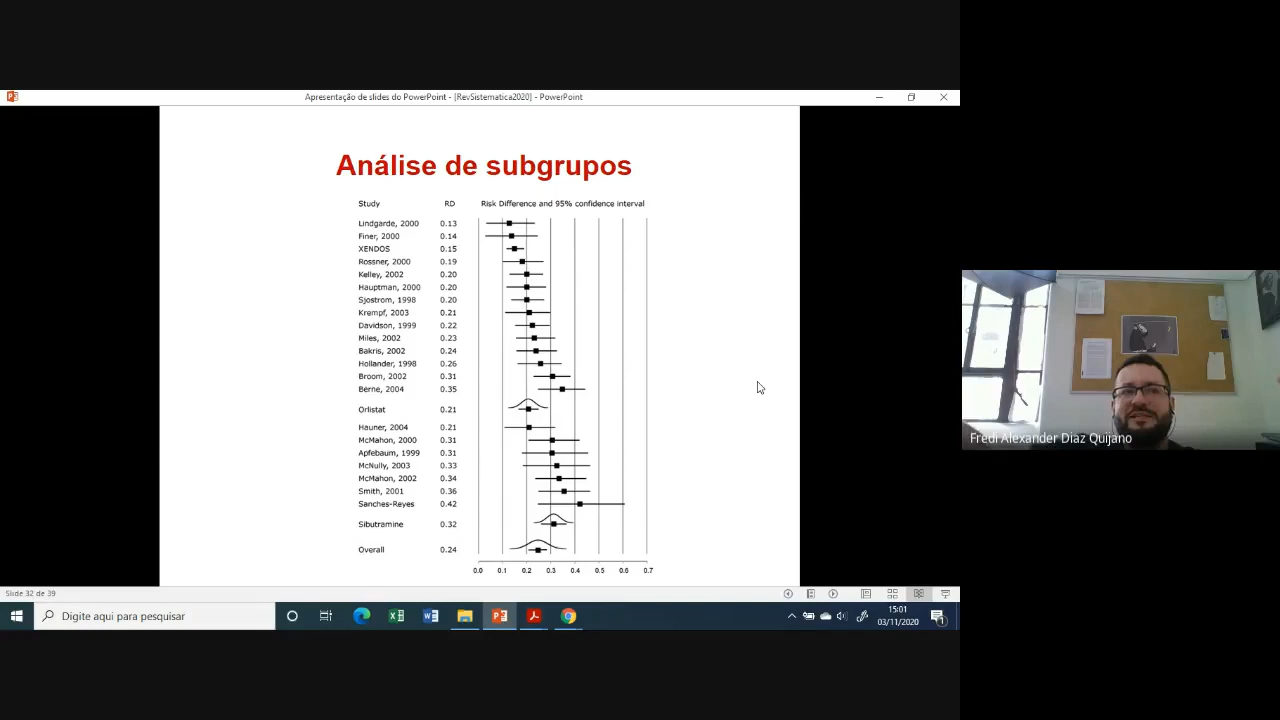 Apresentação de slides do PowerPoint - [RevSistematica2020] - PowerPoint
Análise de subgrupos
Study RD Risk Difference and 95% confidence interval
Lindgarde, 2000 0.13
Finer, 2000 0.14
XENDOS 0.15
Rossner, 2000 0.19
Kelley, 2002 0.20
Hauptman, 2000 0.20
Sjostrom, 1998 0.20
Krempf, 2003 0.21
Davidson, 1999 0.22
Miles, 2002 0.23
Bakris, 2002 0.24
Hollander, 1998 0.26
Broom, 2002 0.31
Berne, 2004 0.35
Orlistat 0.21
Hauner, 2004 0.21
McMahon, 2000 0.31
Apfebaum, 1999 0.31
McNully, 2003 0.33
McMahon, 2002 0.34
Smith, 2001 0.36
Sanches-Reyes 0.42
Sibutramine 0.32
Overall 0.24
0.0 0.1 0.2 0.3 0.4 0.5 0.6 0.7
Slide 32 de 39
Digite aqui para pesquisar
15:01
03/11/2020
1
Fredi Alexander Diaz Quijano